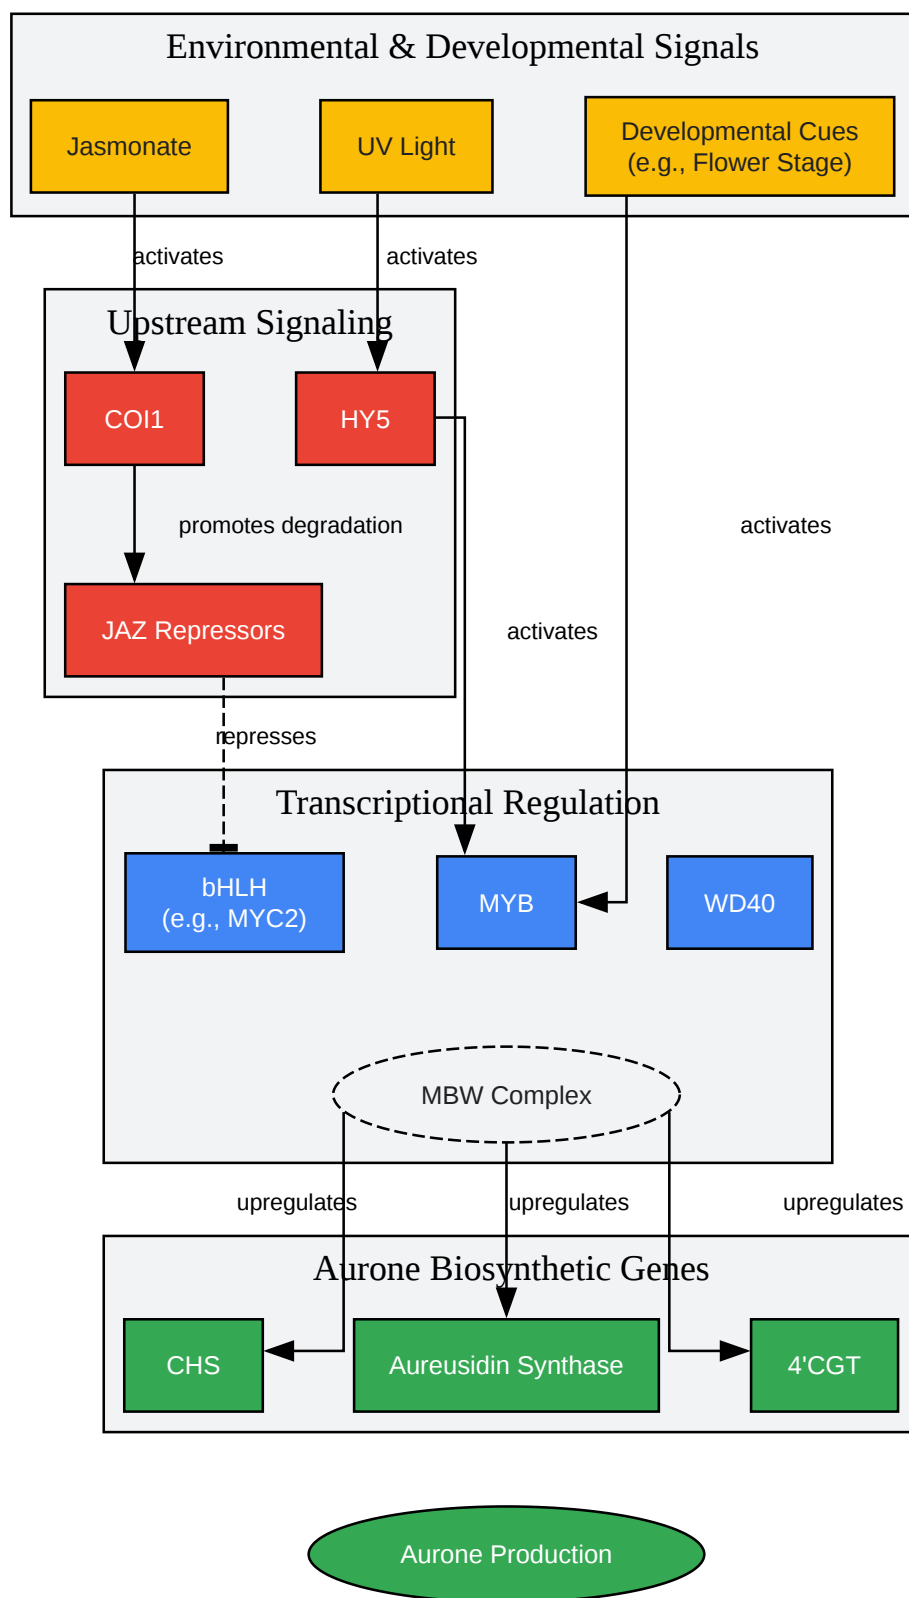 Environmental & Developmental Signals
Jasmonate
UV Light
Developmental Cues
(e.g., Flower Stage)
activates
activates
Upstream Signaling
COI1
HY5
promotes degradation
activates
JAZ Repressors
activates
represses
Transcriptional Regulation
bHLH
(e.g., MYC2)
MYB
WD40
MBW Complex
upregulates
upregulates
upregulates
Aurone Biosynthetic Genes
CHS
Aureusidin Synthase
4'CGT
Aurone Production